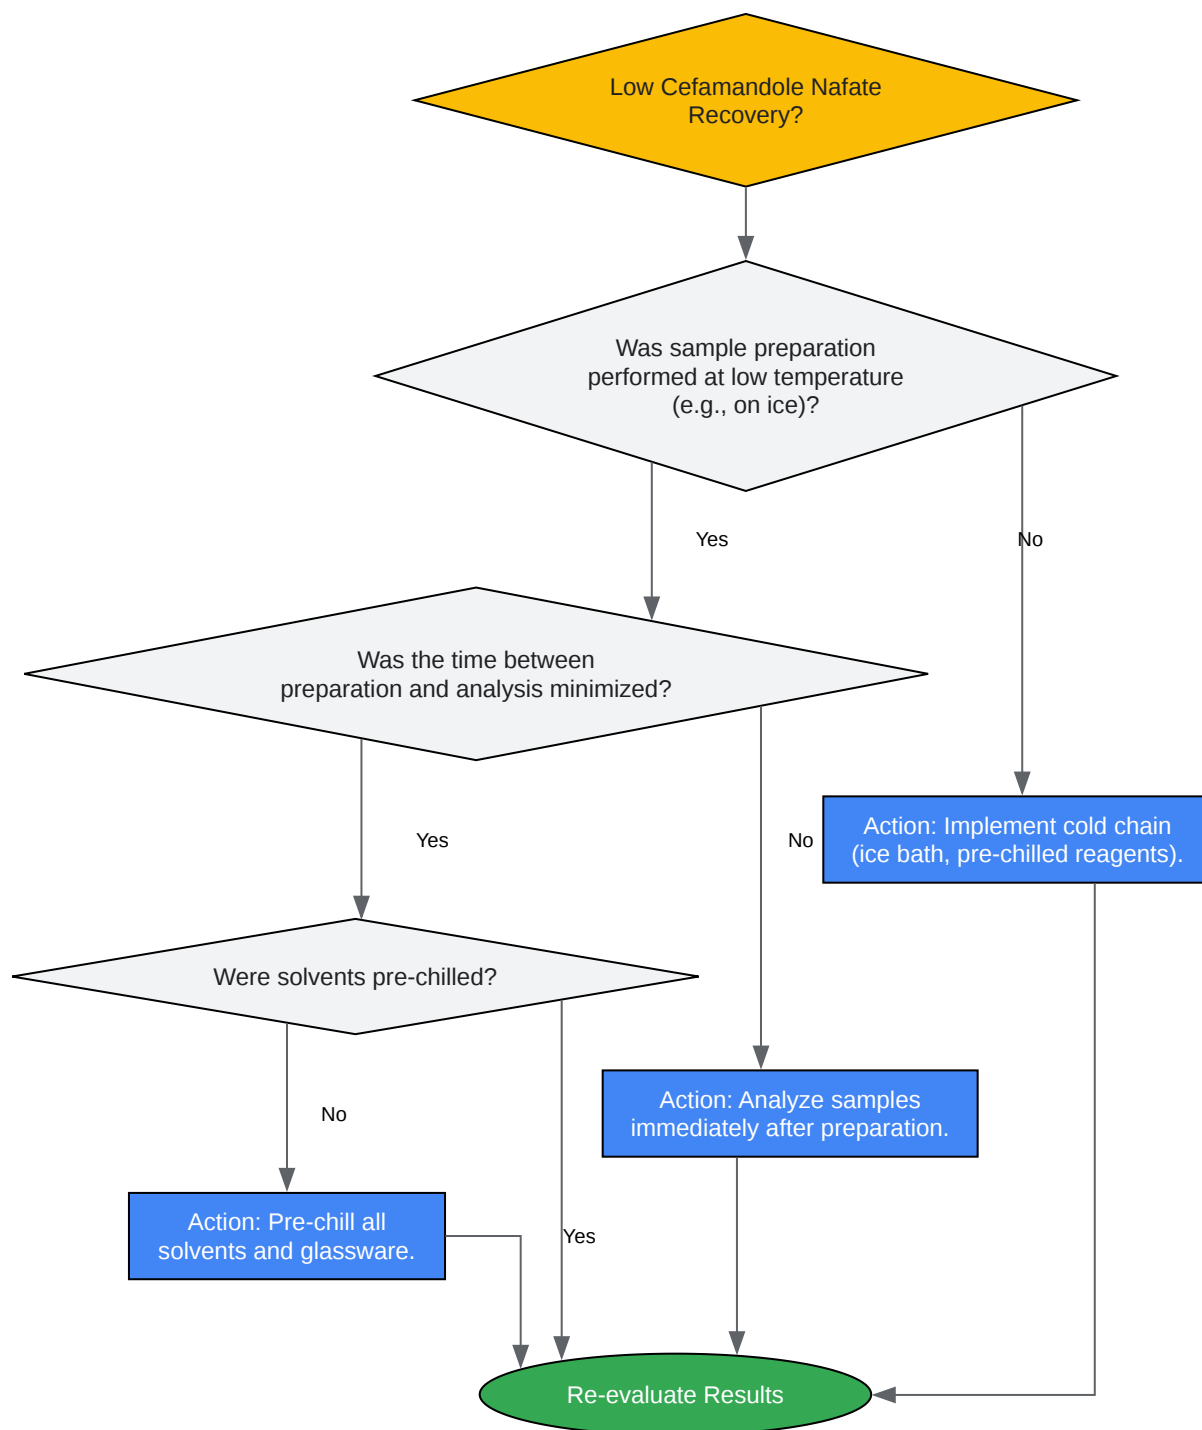 Low Cefamandole Nafate
Recovery?
Was sample preparation
performed at low temperature
(e.g., on ice)?
Yes
No
Was the time between
preparation and analysis minimized?
Yes
No
Action: Implement cold chain
(ice bath, pre-chilled reagents).
Were solvents pre-chilled?
No
Yes
Action: Analyze samples
immediately after preparation.
Action: Pre-chill all
solvents and glassware.
Re-evaluate Results